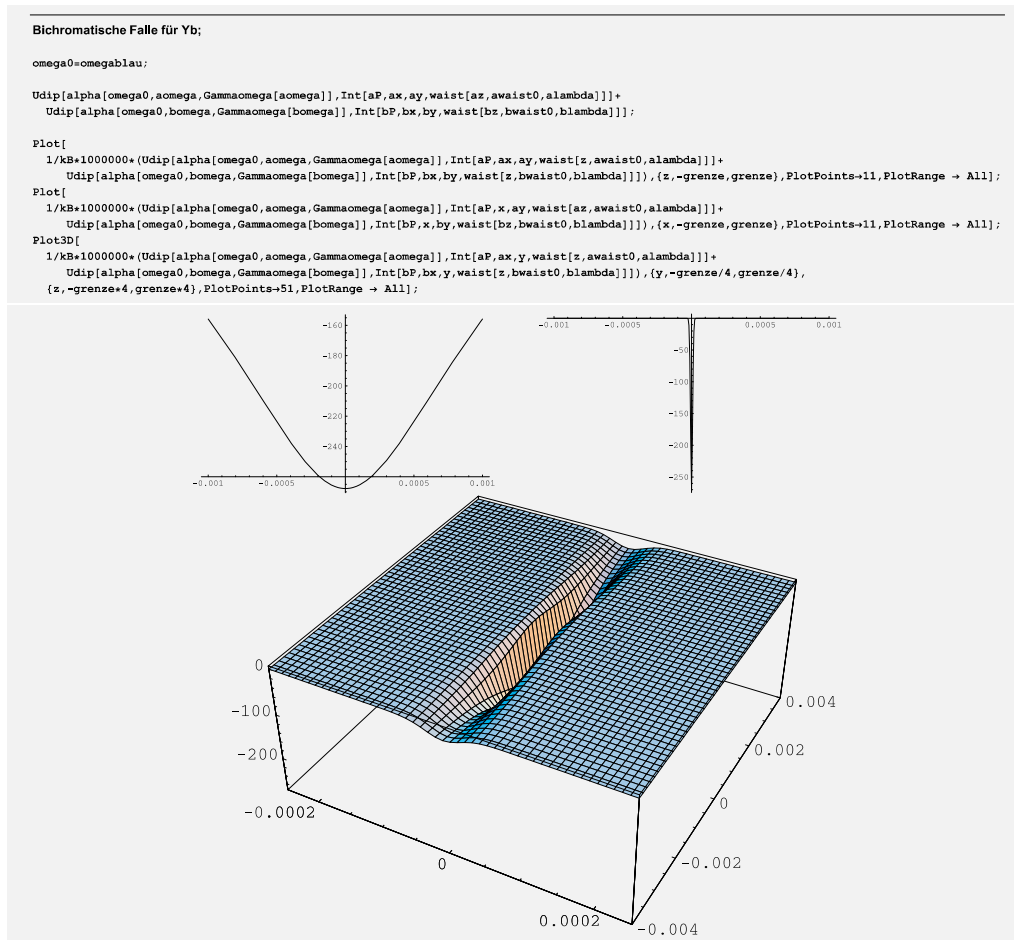 Bichromatische Falle für Yb;
omega0=omegablau;
Udip[alpha[omega0,aomega,Gammaomega[aomega]],Int[aP,ax,ay,waist[az,awaist0,alambda]]]+
Udip[alpha[omega0,bomega,Gammaomega[bomega]],Int[bP,bx,by,waist[bz,bwaist0,blambda]]];
Plot[
1/kB*1000000*(Udip[alpha[omega0,aomega,Gammaomega[aomega]],Int[aP,ax,ay,waist[z,awaist0,alambda]]]+
Udip[alpha[omega0,bomega,Gammaomega[bomega]],Int[bP,bx,by,waist[z,bwaist0,blambda]]]),{z,-grenze,grenze},PlotPoints→11,PlotRange → All];
Plot[
1/kB*1000000*(Udip[alpha[omega0,aomega,Gammaomega[aomega]],Int[aP,x,ay,waist[az,awaist0,alambda]]]+
Udip[alpha[omega0,bomega,Gammaomega[bomega]],Int[bP,x,by,waist[bz,bwaist0,blambda]]]),{x,-grenze,grenze},PlotPoints→11,PlotRange → All];
Plot3D[
1/kB*1000000*(Udip[alpha[omega0,aomega,Gammaomega[aomega]],Int[aP,ax,y,waist[z,awaist0,alambda]]]+
Udip[alpha[omega0,bomega,Gammaomega[bomega]],Int[bP,bx,y,waist[z,bwaist0,blambda]]]),{y,-grenze/4,grenze/4},
{z,-grenze*4,grenze*4},PlotPoints→51,PlotRange → All];
-160
-180
-200
-220
-240
-0.001 -0.0005 0.0005 0.001
-0.001 -0.0005 0.0005 0.001
-50
-100
-150
-200
-250
0
-100
-200
-0.0002
0
0.0002
-0.004
-0.002
0
0.002
0.004